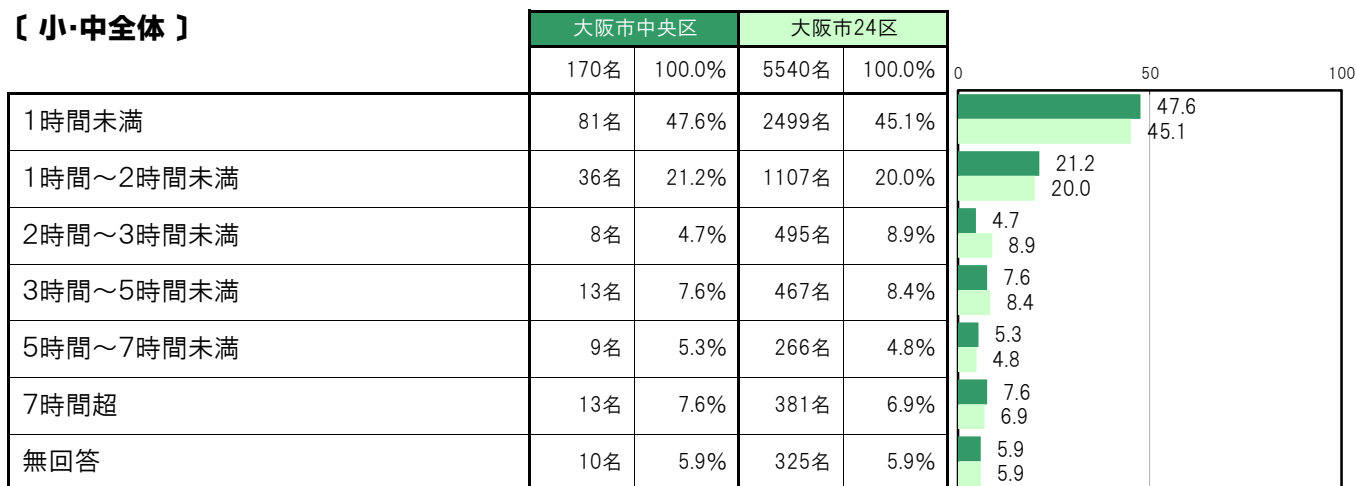 〔 小・中全体 〕
大阪市中央区 大阪市24区
170名 100.0% 5540名 100.0% 0 50 100
1時間未満 81名 47.6% 2499名 45.1% 47.6
45.1
1時間～2時間未満 36名 21.2% 1107名 20.0% 21.2
20.0
2時間～3時間未満 8名 4.7% 495名 8.9% 4.7
8.9
3時間～5時間未満 13名 7.6% 467名 8.4% 7.6
8.4
5時間～7時間未満 9名 5.3% 266名 4.8% 5.3
4.8
7時間超 13名 7.6% 381名 6.9% 7.6
6.9
無回答 10名 5.9% 325名 5.9% 5.9
5.9